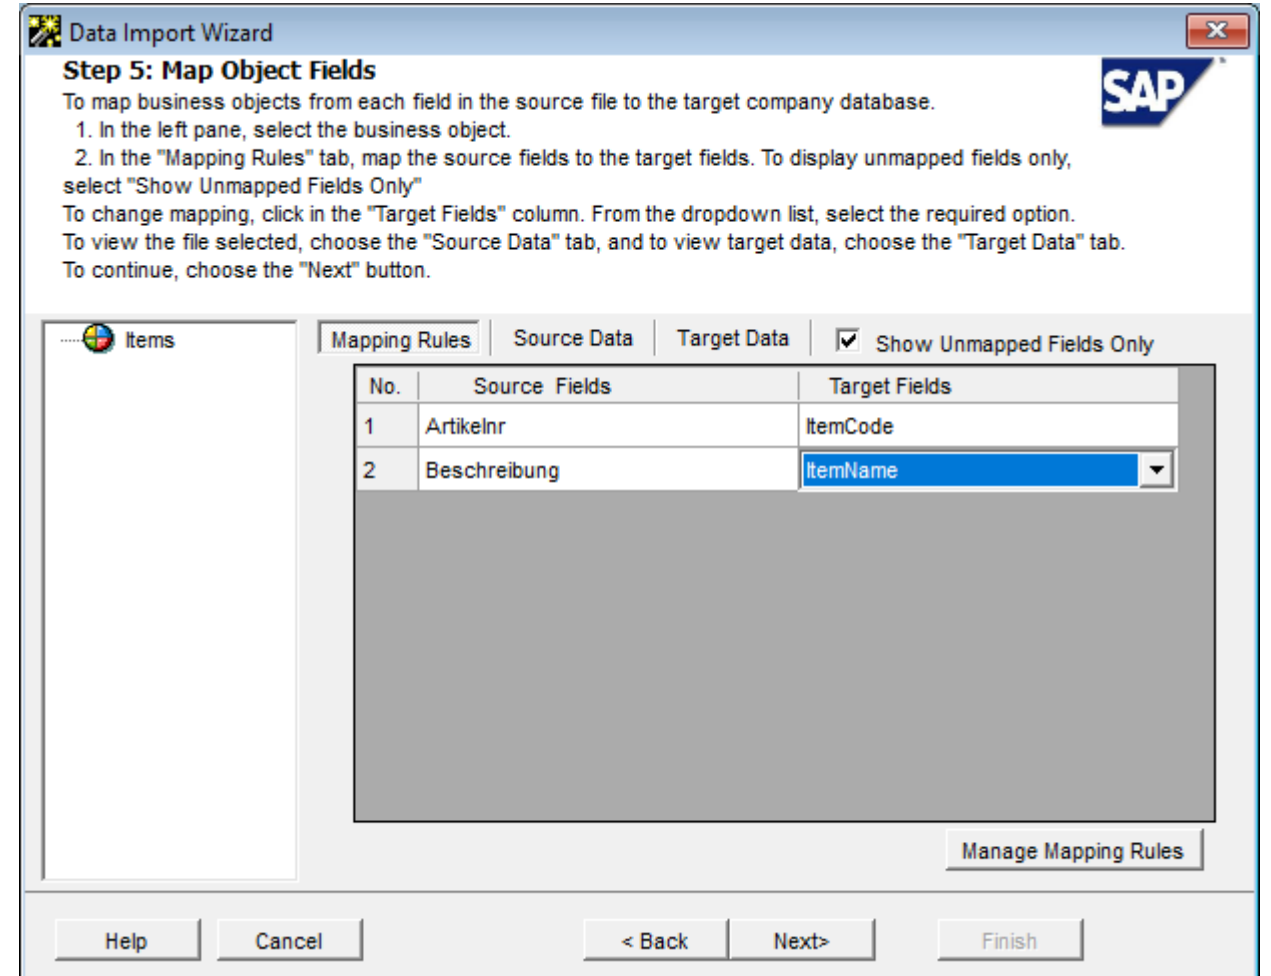 Data Import Wizard
Step 5: Map Object Fields
To map business objects from each field in the source file to the target company database.
1. In the left pane, select the business object.
2. In the "Mapping Rules" tab, map the source fields to the target fields. To display unmapped fields only,
select "Show Unmapped Fields Only"
To change mapping, click in the "Target Fields" column. From the dropdown list, select the required option.
To view the file selected, choose the "Source Data" tab, and to view target data, choose the "Target Data" tab.
To continue, choose the "Next" button.
SAP
Items
Mapping Rules Source Data Target Data Show Unmapped Fields Only
No. Source Fields Target Fields
1 Artikelnr ItemCode
2 Beschreibung ItemName
Manage Mapping Rules
Help Cancel < Back Next> Finish